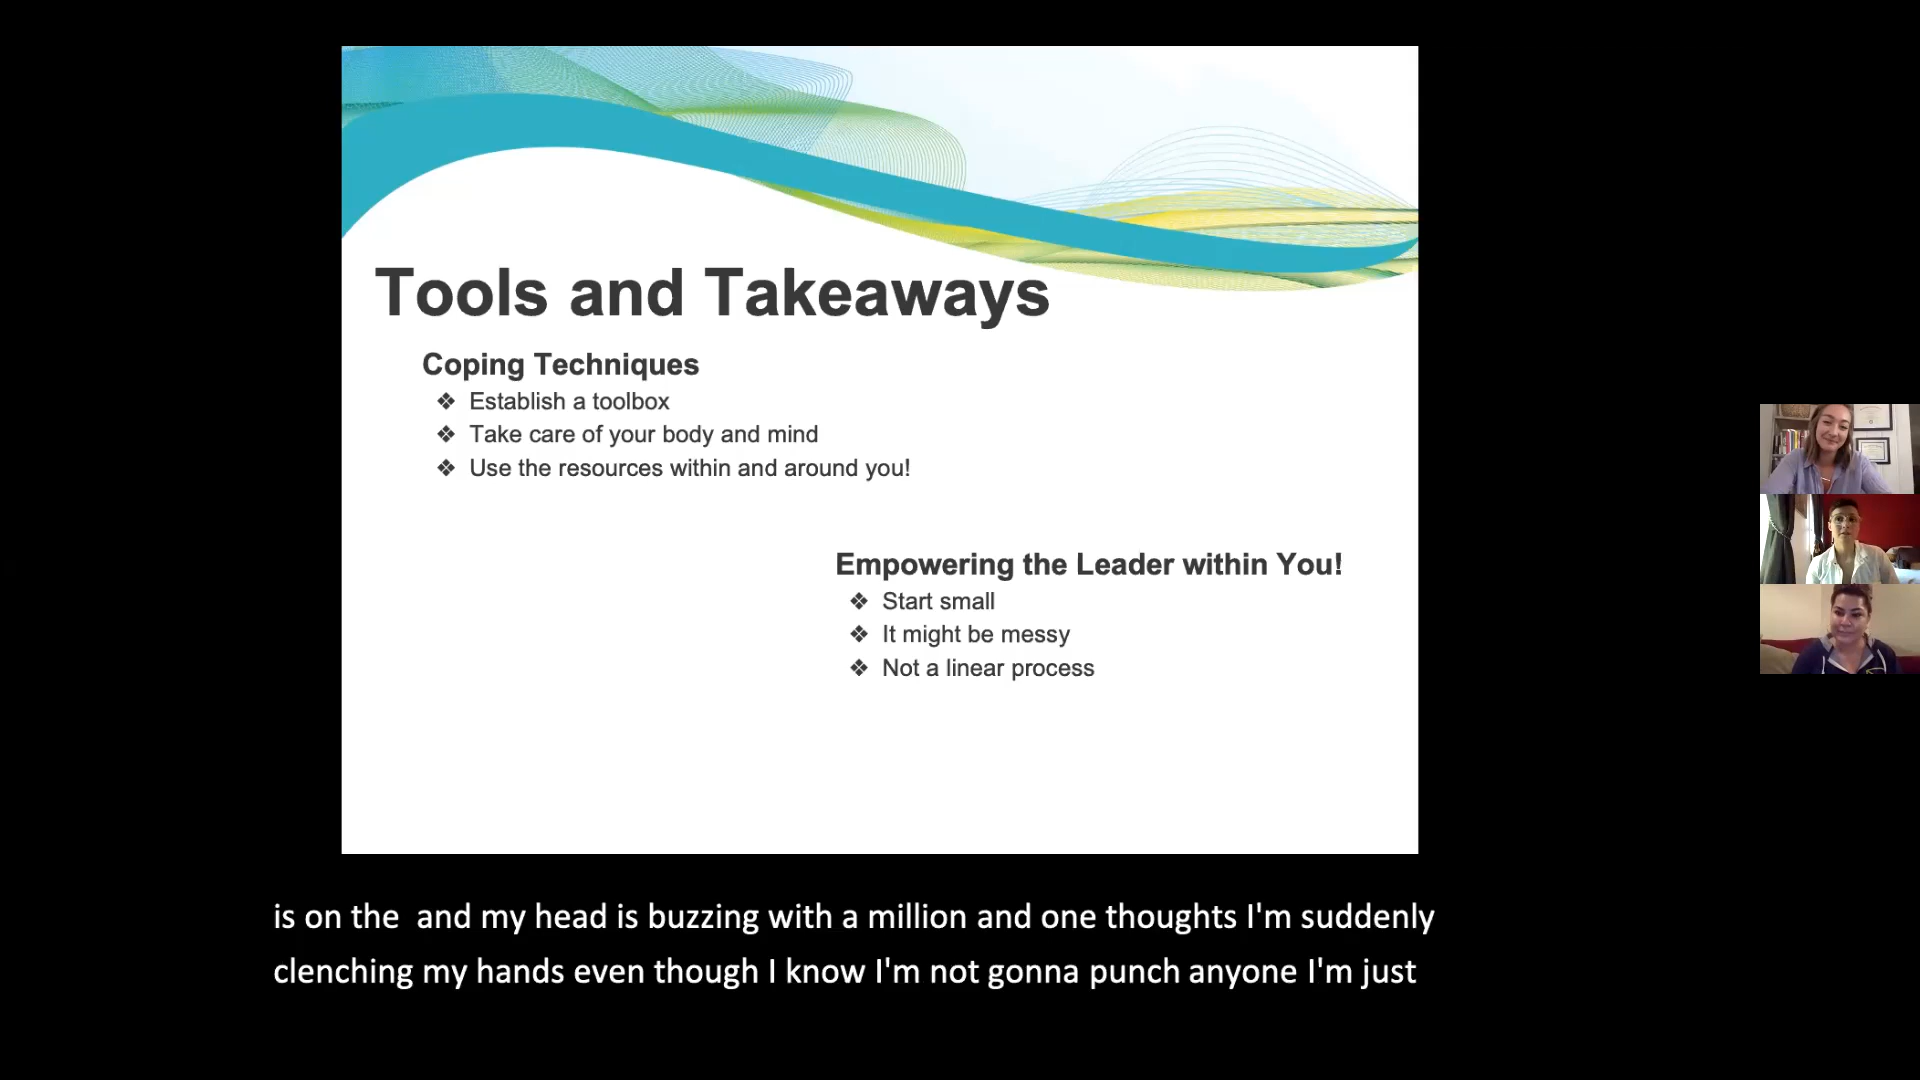 Tools and Takeaways
Coping Techniques
❖ Establish a toolbox
❖ Take care of your body and mind
❖ Use the resources within and around you!
Empowering the Leader within You!
❖ Start small
❖ It might be messy
❖ Not a linear process
is on the  and my head is buzzing with a million and one thoughts I'm suddenly
clenching my hands even though I know I'm not gonna punch anyone I'm just